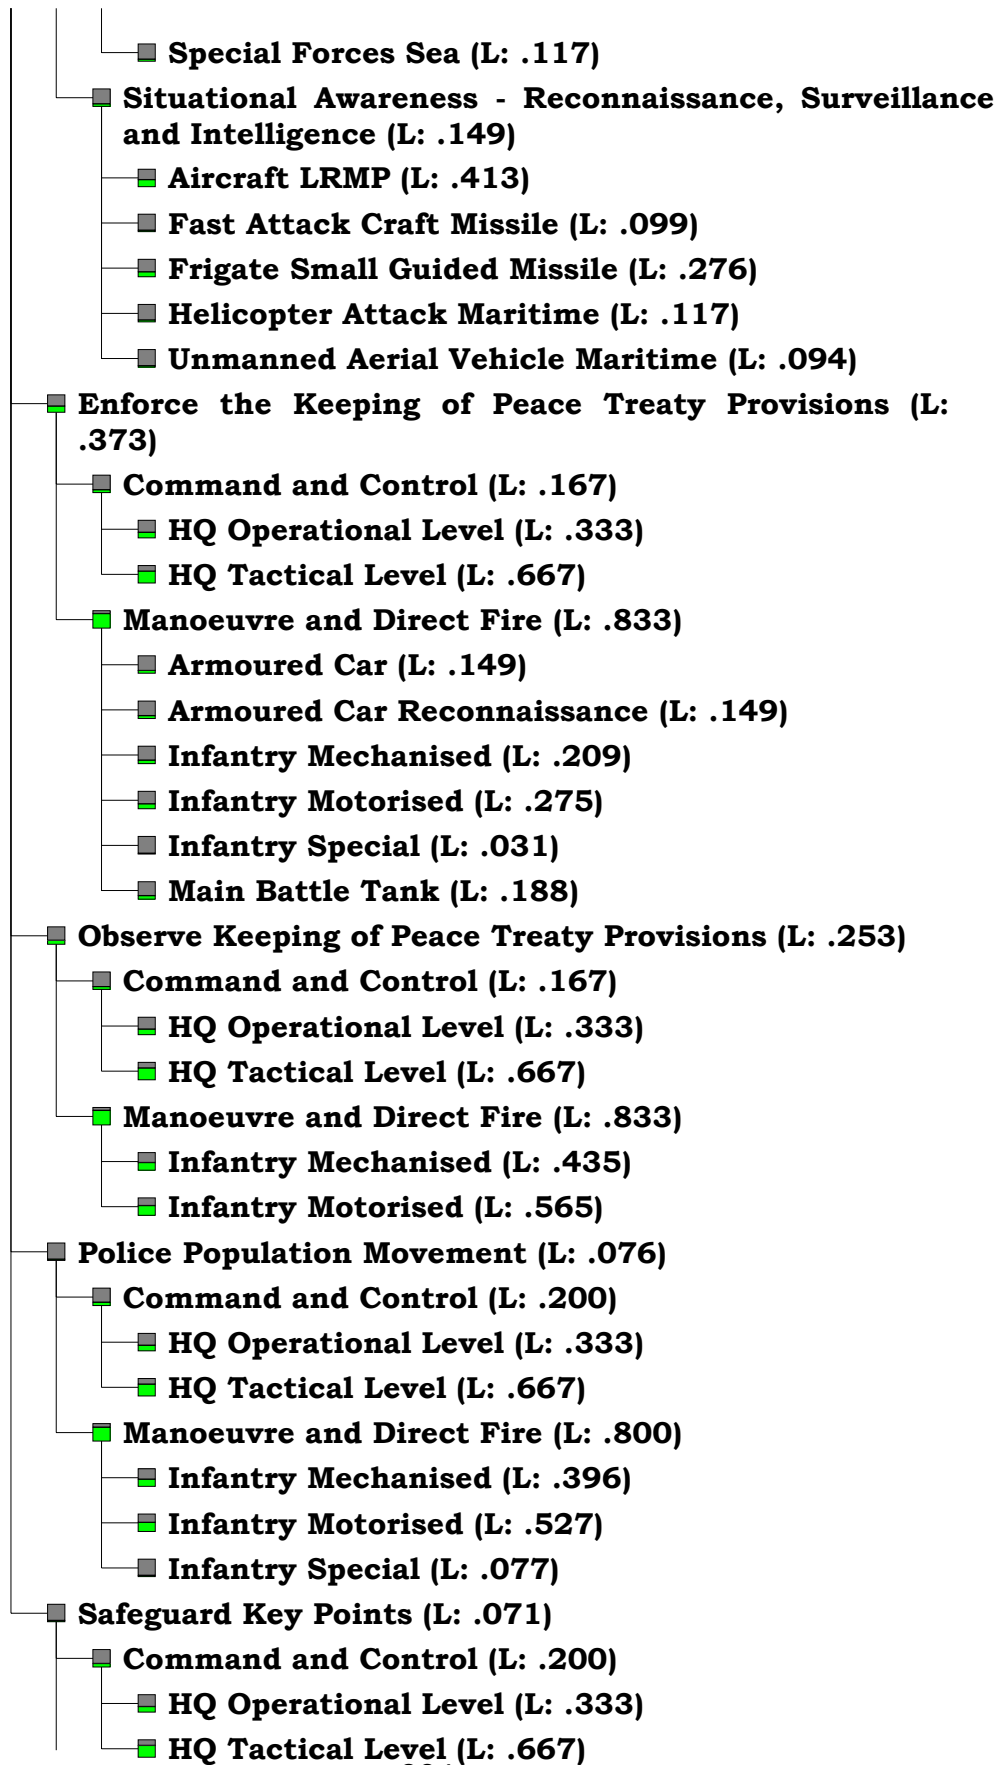 Special Forces Sea (L: .117)
Situational Awareness - Reconnaissance, Surveillance
and Intelligence (L: .149)
Aircraft LRMP (L: .413)
Fast Attack Craft Missile (L: .099)
Frigate Small Guided Missile (L: .276)
Helicopter Attack Maritime (L: .117)
Unmanned Aerial Vehicle Maritime (L: .094)
Enforce the Keeping of Peace Treaty Provisions (L:
.373)
Command and Control (L: .167)
HQ Operational Level (L: .333)
HQ Tactical Level (L: .667)
Manoeuvre and Direct Fire (L: .833)
Armoured Car (L: .149)
Armoured Car Reconnaissance (L: .149)
Infantry Mechanised (L: .209)
Infantry Motorised (L: .275)
Infantry Special (L: .031)
Main Battle Tank (L: .188)
Observe Keeping of Peace Treaty Provisions (L: .253)
Command and Control (L: .167)
HQ Operational Level (L: .333)
HQ Tactical Level (L: .667)
Manoeuvre and Direct Fire (L: .833)
Infantry Mechanised (L: .435)
Infantry Motorised (L: .565)
Police Population Movement (L: .076)
Command and Control (L: .200)
HQ Operational Level (L: .333)
HQ Tactical Level (L: .667)
Manoeuvre and Direct Fire (L: .800)
Infantry Mechanised (L: .396)
Infantry Motorised (L: .527)
Infantry Special (L: .077)
Safeguard Key Points (L: .071)
Command and Control (L: .200)
HQ Operational Level (L: .333)
HQ Tactical Level (L: .667)